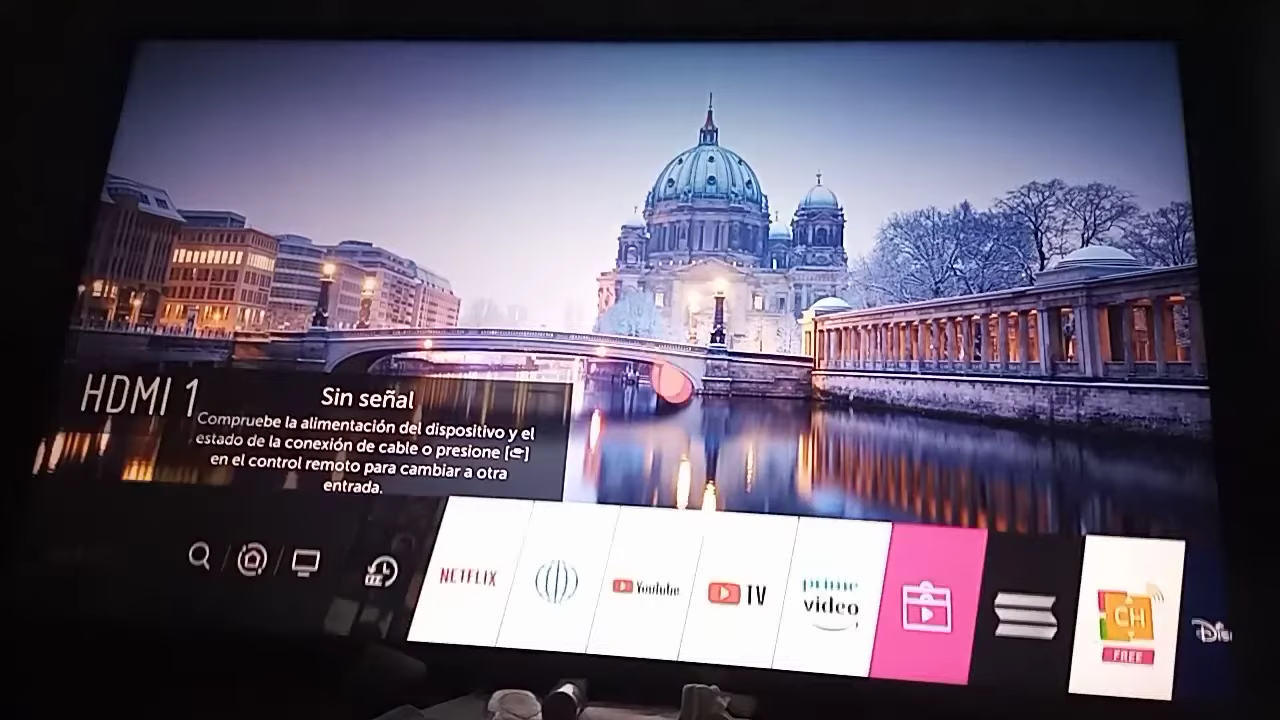 HDMI 1
Sin señal
Compruebe la alimentación del dispositivo y el
estado de la conexión de cable o presione [
]
en el control remoto para cambiar a otra
entrada.
NETFLIX
YouTube
TV
prime
video
CH
FREE
Dis